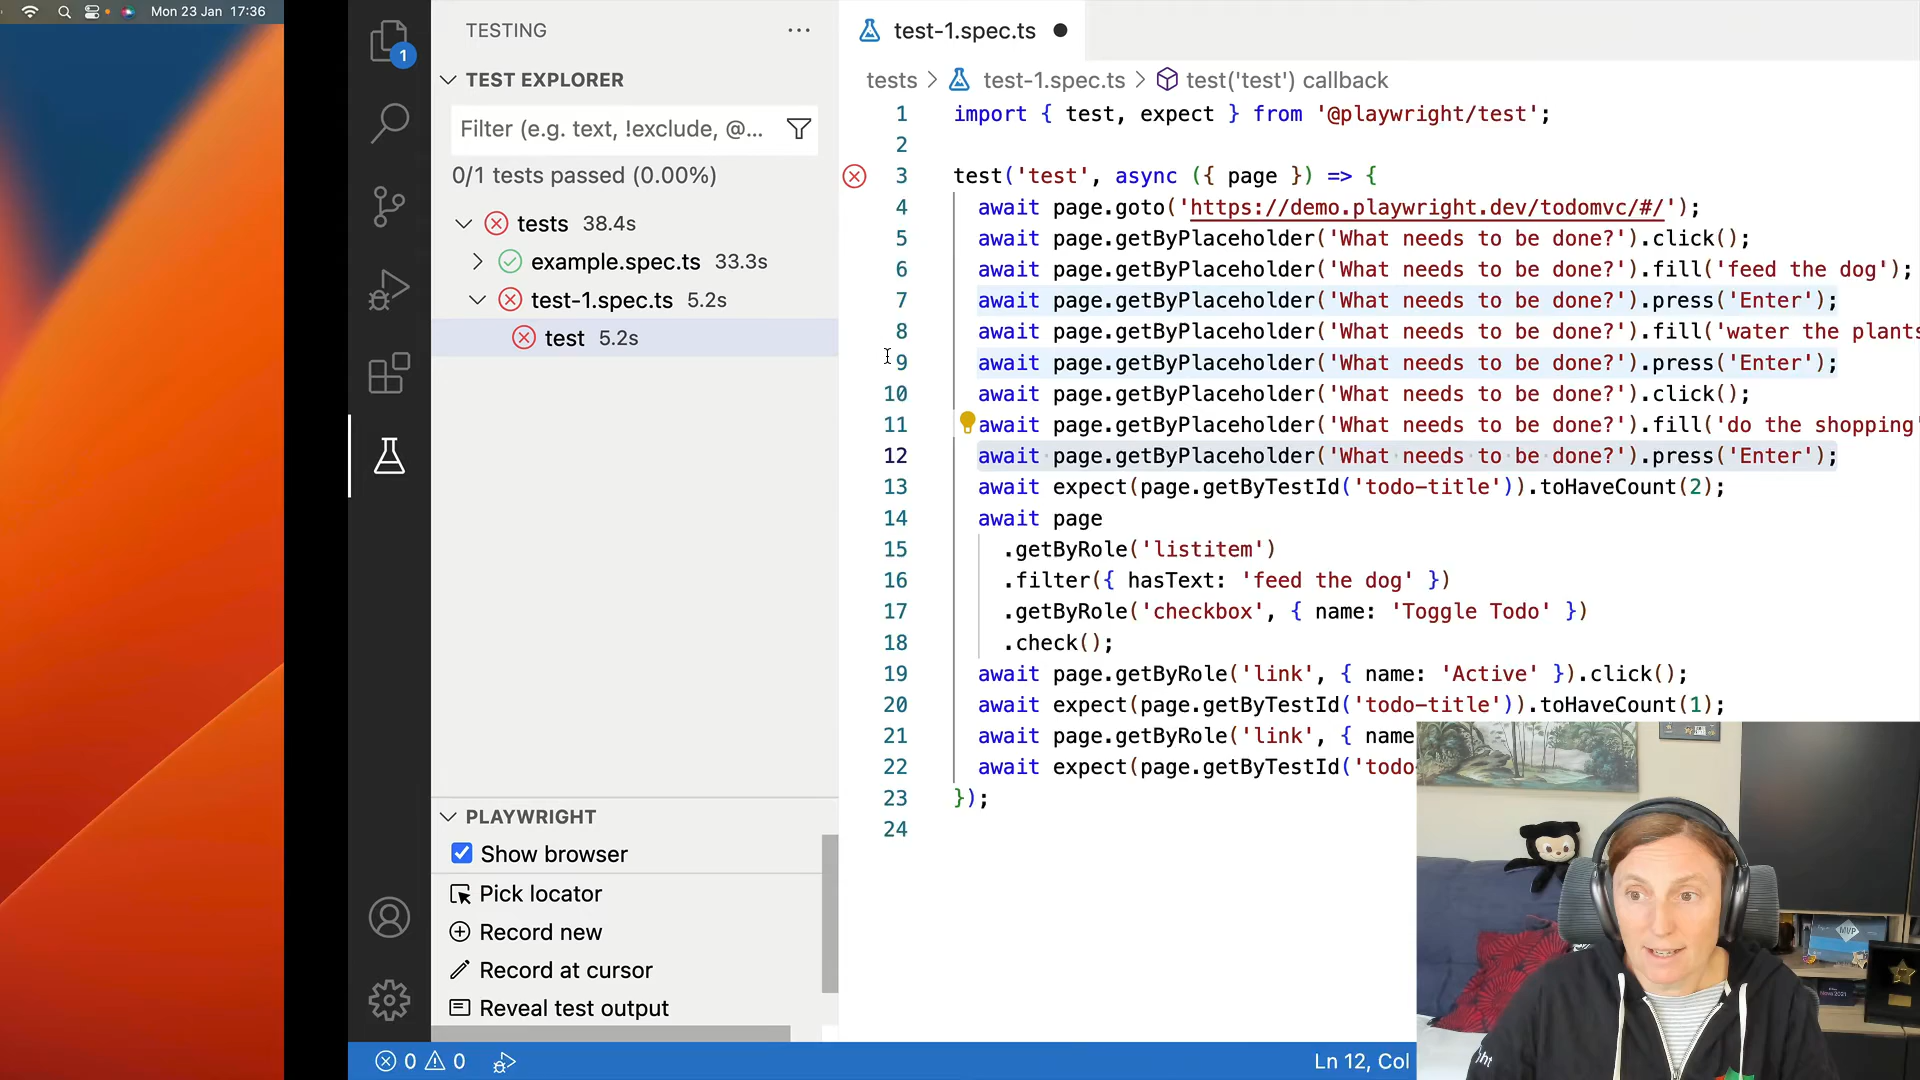 Mon 23 Jan 17:36
1
TESTING
TEST EXPLORER
Filter (e.g. text, !exclude, @...
0/1 tests passed (0.00%)
tests 38.4s
example.spec.ts 33.3s
test-1.spec.ts 5.2s
test 5.2s
PLAYWRIGHT
Show browser
Pick locator
Record new
Record at cursor
Reveal test output
test-1.spec.ts
tests > test-1.spec.ts > test('test') callback
1 import { test, expect } from '@playwright/test';
2
3 test('test', async ({ page }) => {
4 await page.goto('https://demo.playwright.dev/todomvc/#/');
5 await page.getByPlaceholder('What needs to be done?').click();
6 await page.getByPlaceholder('What needs to be done?').fill('feed the dog');
7 await page.getByPlaceholder('What needs to be done?').press('Enter');
8 await page.getByPlaceholder('What needs to be done?').fill('water the plants
9 await page.getByPlaceholder('What needs to be done?').press('Enter');
10 await page.getByPlaceholder('What needs to be done?').click();
11 await page.getByPlaceholder('What needs to be done?').fill('do the shopping'
12 await page.getByPlaceholder('What needs to be done?').press('Enter');
13 await expect(page.getByTestId('todo-title')).toHaveCount(2);
14 await page
15 .getByRole('listitem')
16 .filter({ hasText: 'feed the dog' })
17 .getByRole('checkbox', { name: 'Toggle Todo' })
18 .check();
19 await page.getByRole('link', { name: 'Active' }).click();
20 await expect(page.getByTestId('todo-title')).toHaveCount(1);
21 await page.getByRole('link', { name
22 await expect(page.getByTestId('todo
23 });
24
MVP
0 0
Ln 12, Col